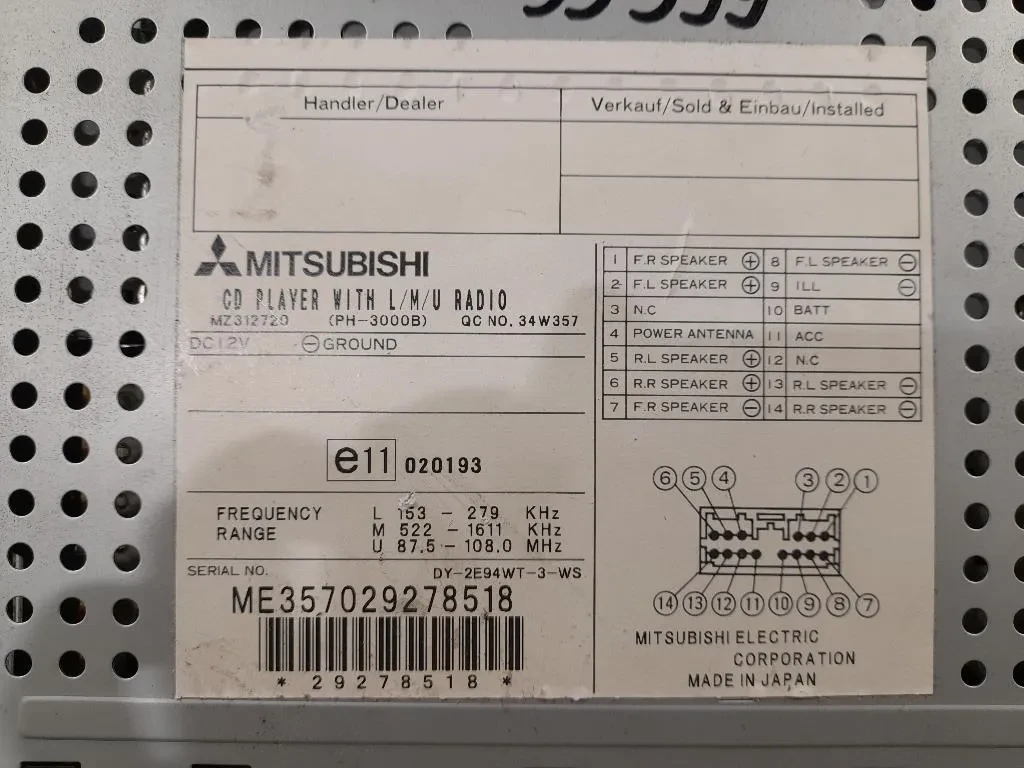 Handler/Dealer
Verkauf/Sold & Einbau/Installed
MITSUBISHI
CD PLAYER WITH L/M/U RADIO
MZ312720 (PH-3000B) QC NO. 34W357
DC12V ⊖GROUND
e11 020193
FREQUENCY RANGE
L 153 - 279 KHz
M 522 - 1611 KHz
U 87.5 - 108.0 MHz
SERIAL NO. DY-2E94WT-3-WS
ME357029278518
*29278518*
1 F.R SPEAKER ⊕ 8 F.L SPEAKER ⊖
2 F.L SPEAKER ⊕ 9 ILL ⊖
3 N.C 10 BATT
4 POWER ANTENNA 11 ACC
5 R.L SPEAKER ⊕ 12 N.C
6 R.R SPEAKER ⊕ 13 R.L SPEAKER ⊖
7 F.R SPEAKER ⊖ 14 R.R SPEAKER ⊖
6 5 4 3 2 1
14 13 12 11 10 9 8 7
MITSUBISHI ELECTRIC
CORPORATION
MADE IN JAPAN